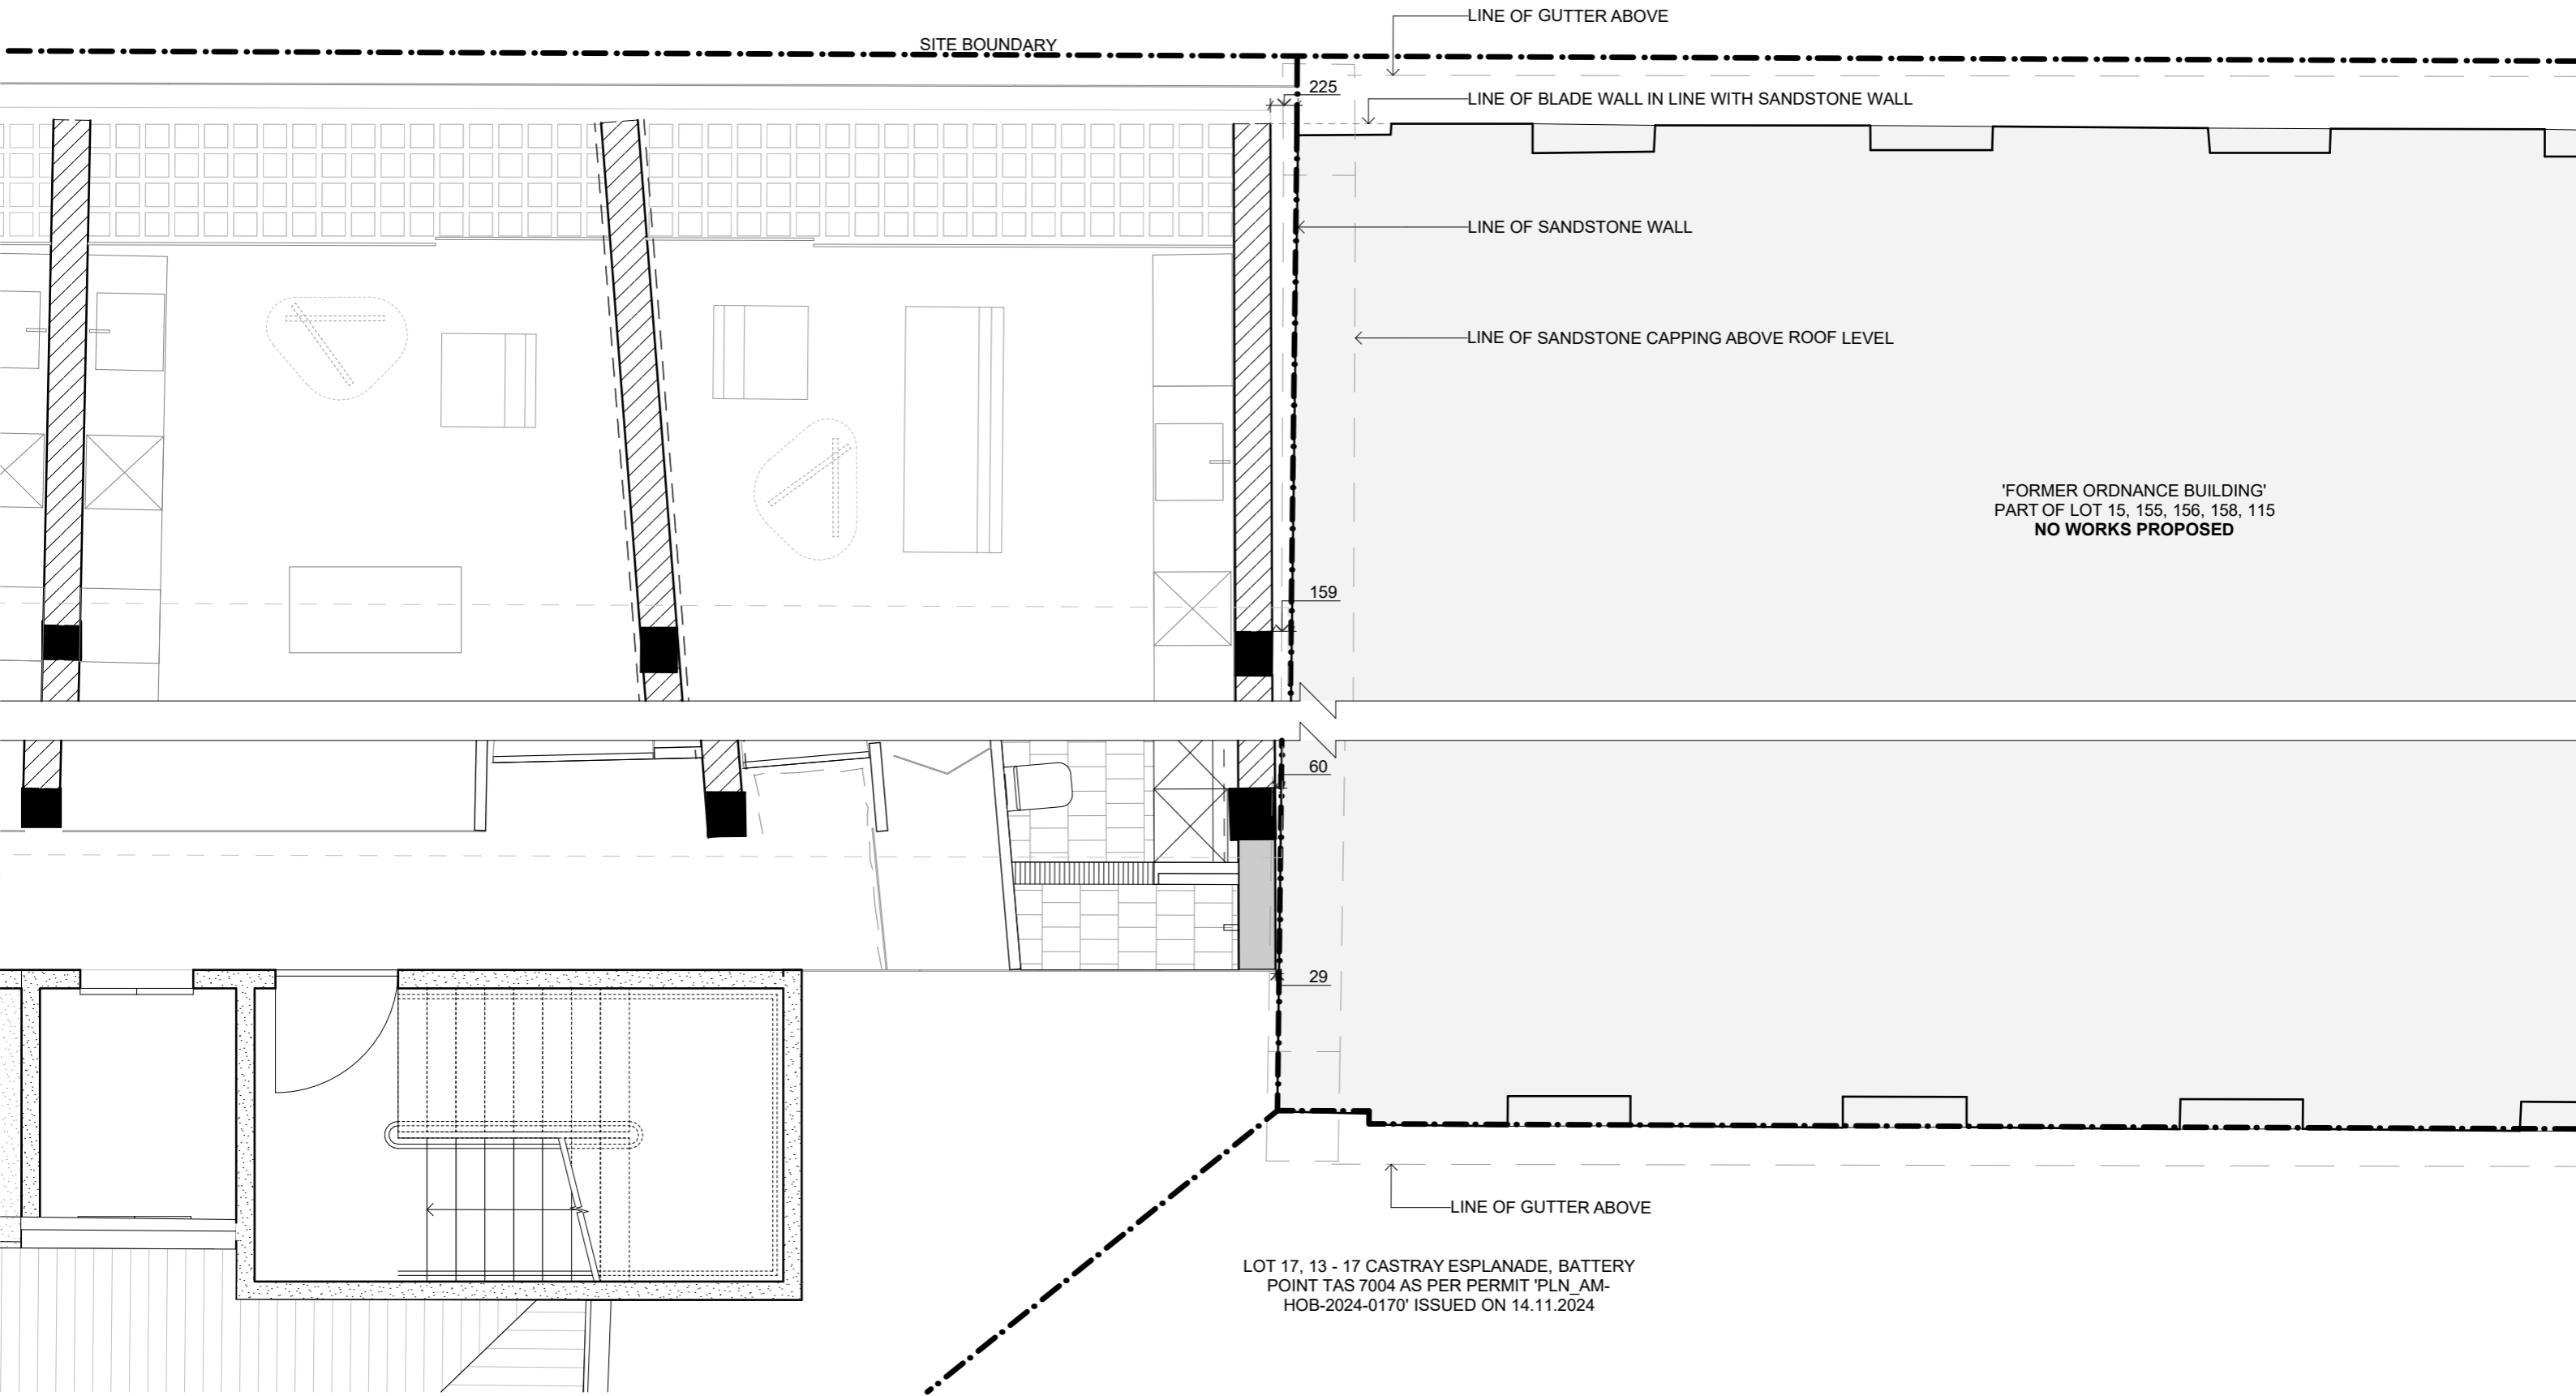 LINE OF GUTTER ABOVE
SITE BOUNDARY
225
LINE OF BLADE WALL IN LINE WITH SANDSTONE WALL
LINE OF SANDSTONE WALL
LINE OF SANDSTONE CAPPING ABOVE ROOF LEVEL
'FORMER ORDNANCE BUILDING'
PART OF LOT 15, 155, 156, 158, 115
NO WORKS PROPOSED
159
60
29
LINE OF GUTTER ABOVE
LOT 17, 13 - 17 CASTRAY ESPLANADE, BATTERY
POINT TAS 7004 AS PER PERMIT 'PLN_AM-
HOB-2024-0170' ISSUED ON 14.11.2024